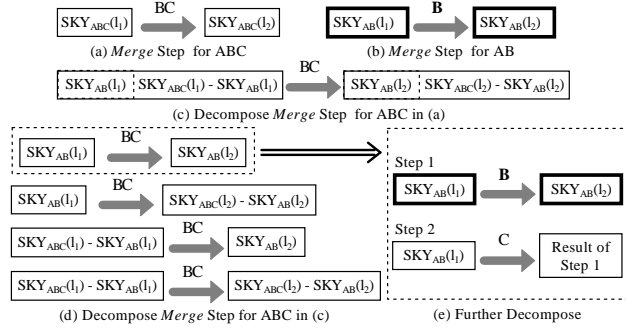 BC
SKY_ABC(l_1) SKY_ABC(l_2)
(a) Merge Step for ABC
B
SKY_AB(l_1) SKY_AB(l_2)
(b) Merge Step for AB
BC
SKY_AB(l_1) SKY_ABC(l_1) - SKY_AB(l_1) SKY_AB(l_2) SKY_ABC(l_2) - SKY_AB(l_2)
(c) Decompose Merge Step for ABC in (a)
BC
SKY_AB(l_1) SKY_AB(l_2)
BC
SKY_AB(l_1) SKY_ABC(l_2) - SKY_AB(l_2)
BC
SKY_ABC(l_1) - SKY_AB(l_1) SKY_AB(l_2)
BC
SKY_ABC(l_1) - SKY_AB(l_1) SKY_ABC(l_2) - SKY_AB(l_2)
(d) Decompose Merge Step for ABC in (c)
Step 1
B
SKY_AB(l_1) SKY_AB(l_2)
Step 2
C
SKY_AB(l_1) Result of
Step 1
(e) Further Decompose